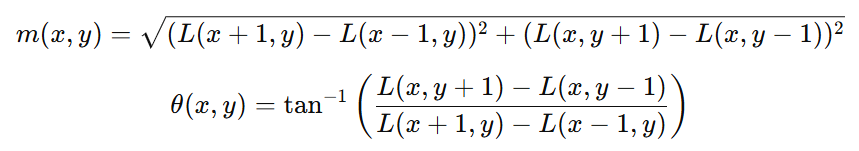 m(x, y) = √(L(x + 1, y) − L(x − 1, y))² + (L(x, y + 1) − L(x, y − 1))²
θ(x, y) = tan⁻¹ (L(x, y + 1) − L(x, y − 1) / L(x + 1, y) − L(x − 1, y))